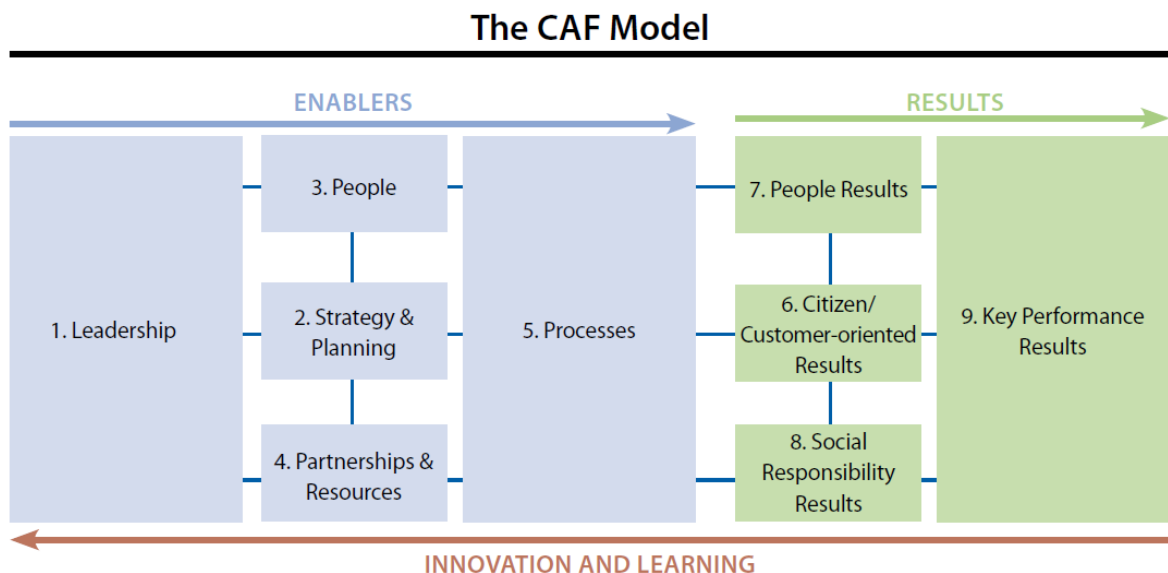 The CAF Model
ENABLERS
RESULTS
1. Leadership
3. People
2. Strategy &
Planning
4. Partnerships &
Resources
5. Processes
7. People Results
6. Citizen/
Customer-oriented
Results
8. Social
Responsibility
Results
9. Key Performance
Results
INNOVATION AND LEARNING